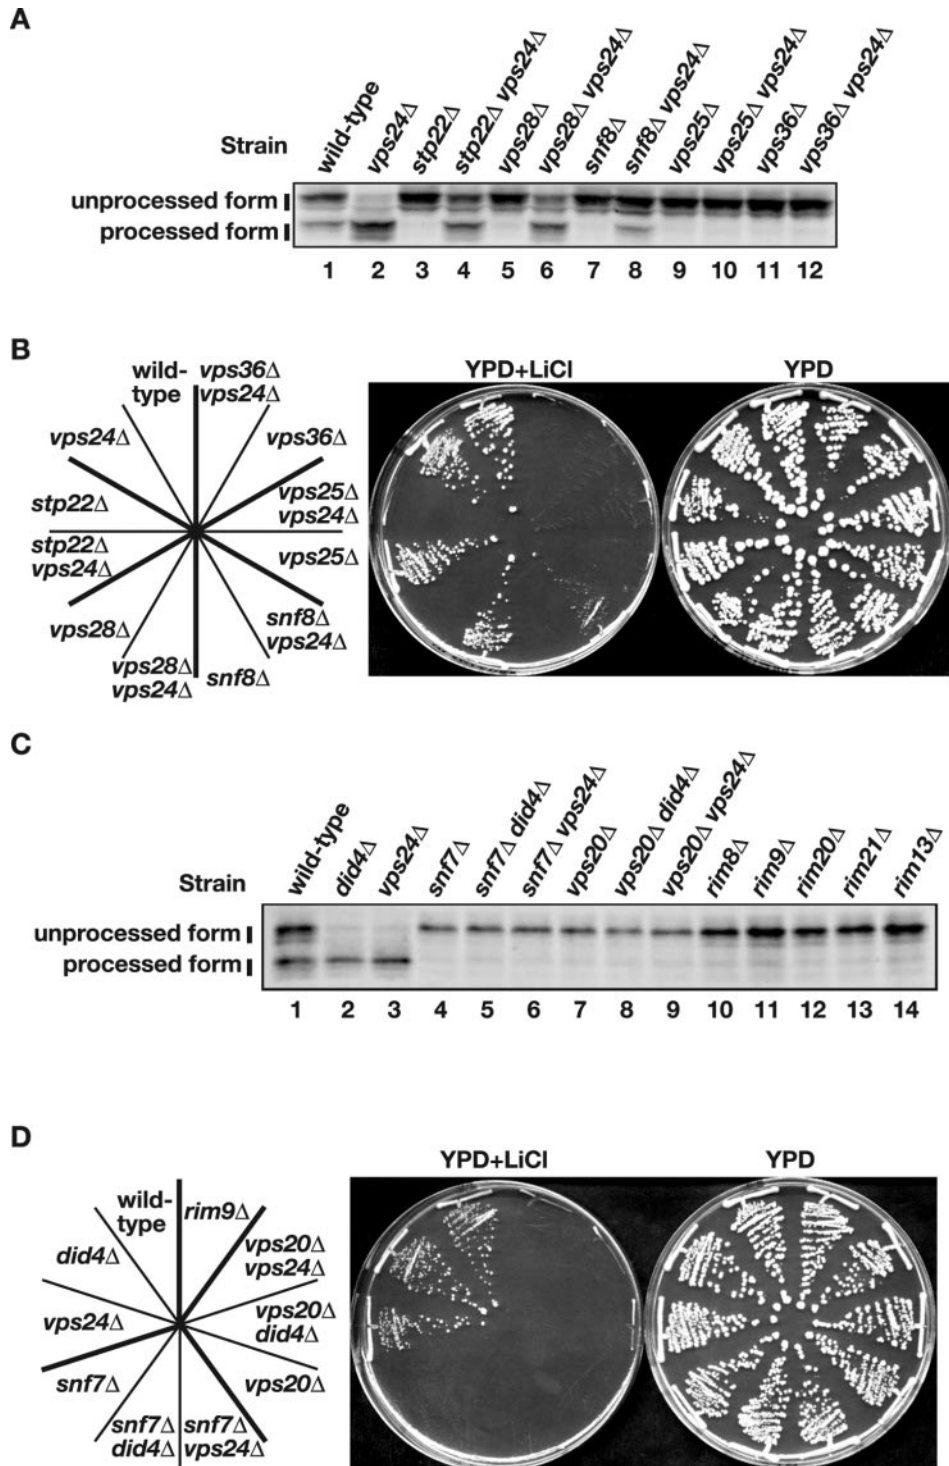 A
Strain
wild-type
vps24Δ
stp22Δ
stp22Δ vps24Δ
vps28Δ
vps28Δ vps24Δ
snf8Δ
snf8Δ vps24Δ
vps25Δ
vps25Δ vps24Δ
vps36Δ
vps36Δ vps24Δ
unprocessed form
processed form
1 2 3 4 5 6 7 8 9 10 11 12
B
wild-
type
vps36Δ
vps24Δ
vps36Δ
vps25Δ
vps24Δ
vps25Δ
snf8Δ
vps24Δ
snf8Δ
vps28Δ
vps24Δ
vps28Δ
stp22Δ
vps24Δ
stp22Δ
vps24Δ
YPD+LiCl
YPD
C
Strain
wild-type
did4Δ
vps24Δ
snf7Δ
snf7Δ did4Δ
snf7Δ vps24Δ
vps20Δ
vps20Δ did4Δ
vps20Δ vps24Δ
rim8Δ
rim9Δ
rim20Δ
rim21Δ
rim13Δ
unprocessed form
processed form
1 2 3 4 5 6 7 8 9 10 11 12 13 14
D
wild-
type
rim9Δ
vps20Δ
vps24Δ
vps20Δ
did4Δ
vps20Δ
snf7Δ
vps24Δ
snf7Δ
did4Δ
snf7Δ
vps24Δ
did4Δ
YPD+LiCl
YPD